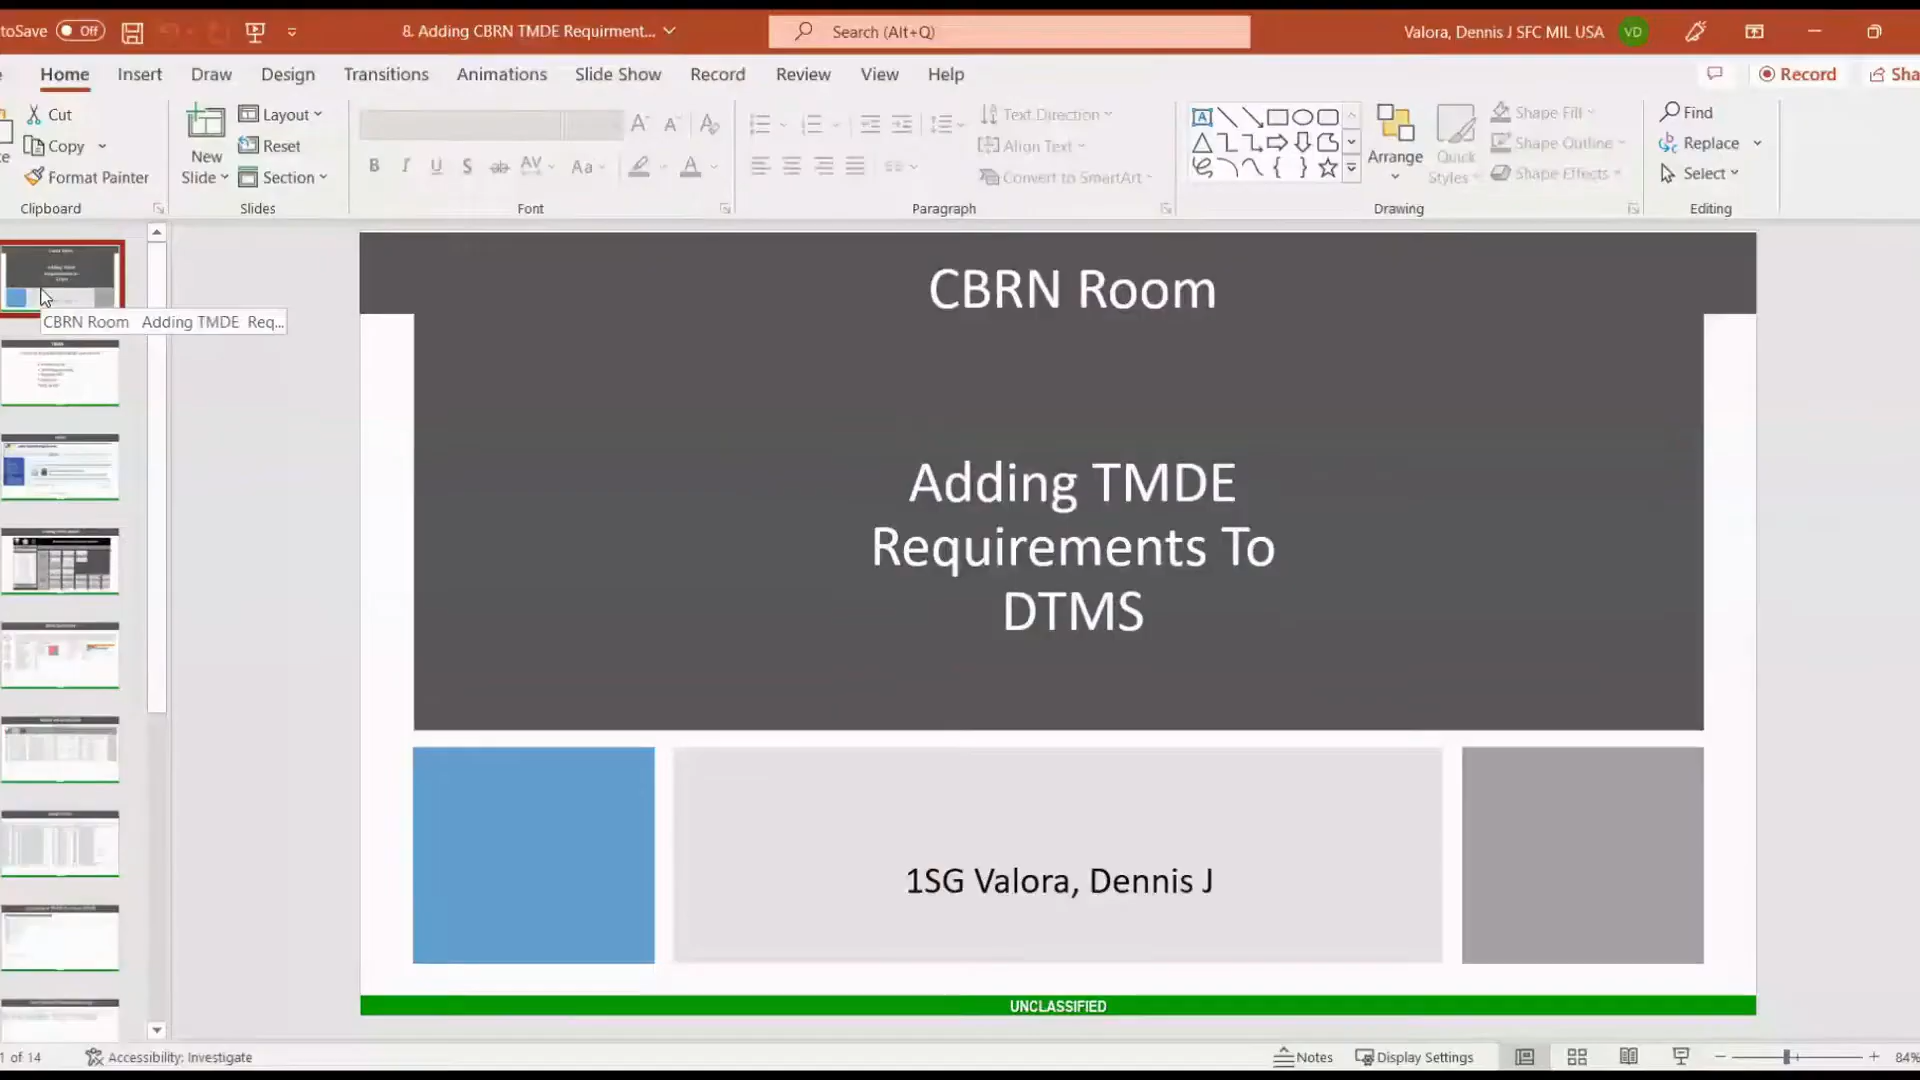 toSave Off 8. Adding CBRN TMDE Requirment... Search (Alt+Q) Valora, Dennis J SFC MIL USA VD
Home Insert Draw Design Transitions Animations Slide Show Record Review View Help Record Sha
Cut
Copy
Format Painter
Clipboard
New
Slide
Layout
Reset
Section
Slides
B I U S ab AV Aa A
Font
Text Direction
Align Text
Convert to SmartArt
Paragraph
Arrange
Quick
Styles
Shape Fill
Shape Outline
Shape Effects
Drawing
Find
Replace
Select
Editing
CBRN Room Adding TMDE Req...
CBRN Room
Adding TMDE
Requirements To
DTMS
1SG Valora, Dennis J
UNCLASSIFIED
1 of 14 Accessibility: Investigate Notes Display Settings 84%